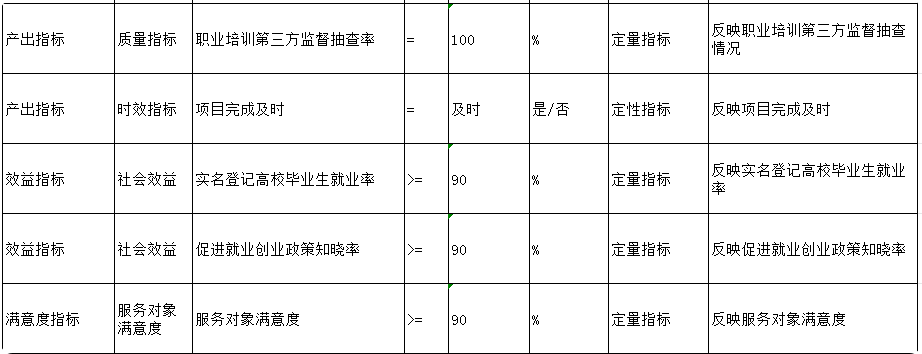 产出指标 质量指标 职业培训第三方监督抽查率 = 100 % 定量指标 反映职业培训第三方监督抽查
情况
产出指标 时效指标 项目完成及时 = 及时 是/否 定性指标 反映项目完成及时
效益指标 社会效益 实名登记高校毕业生就业率 >= 90 % 定量指标 反映实名登记高校毕业生就业
率
效益指标 社会效益 促进就业创业政策知晓率 >= 90 % 定量指标 反映促进就业创业政策知晓率
满意度指标 服务对象
满意度 服务对象满意度 >= 90 % 定量指标 反映服务对象满意度